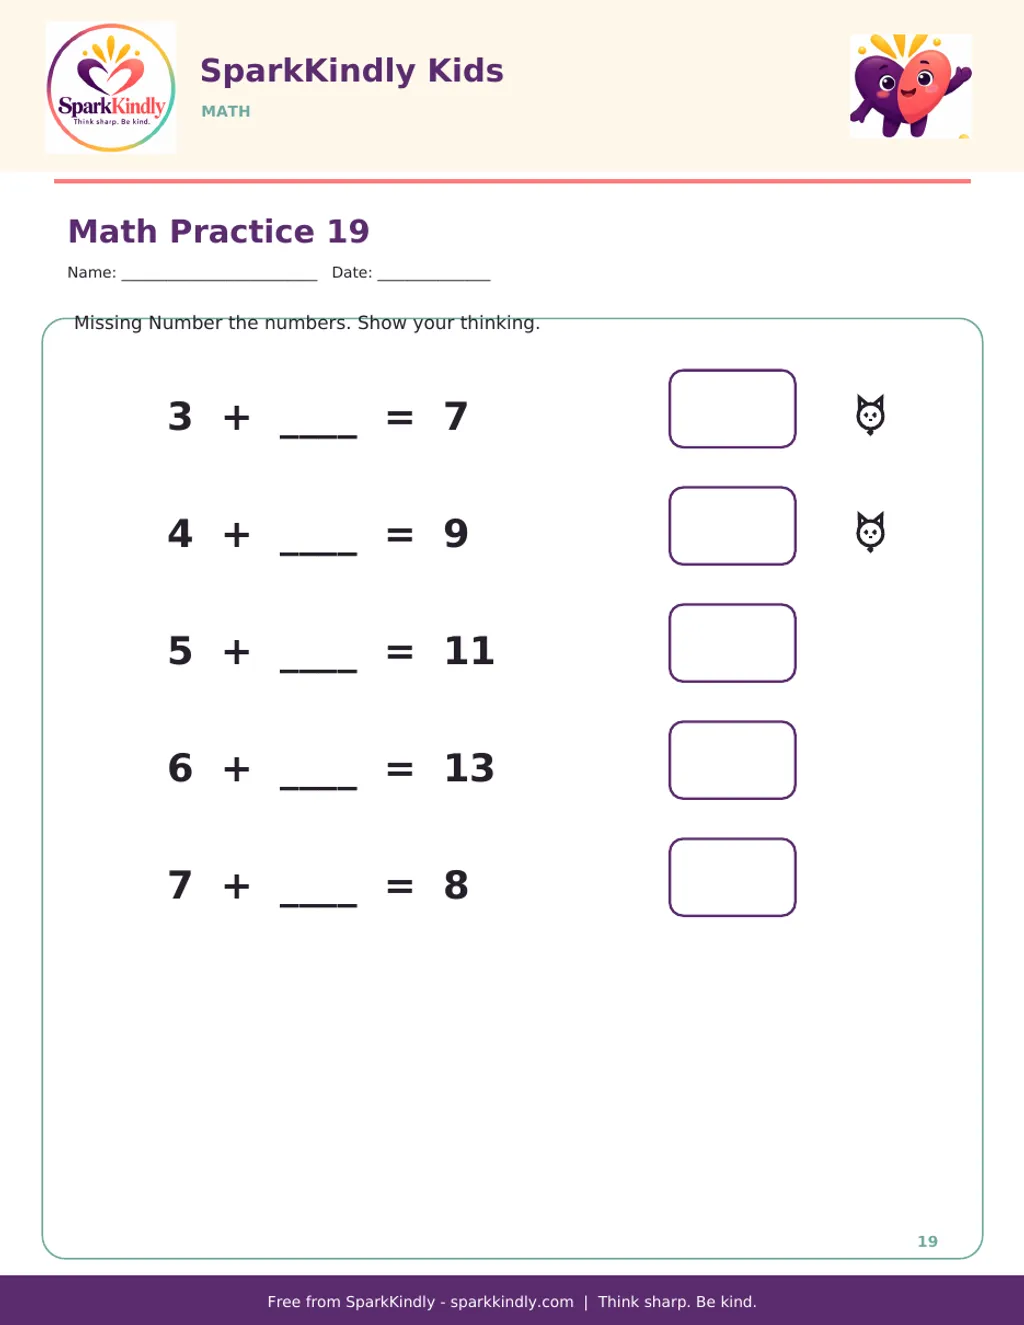 SparkKindly
Think sharp. Be kind.
SparkKindly Kids
MATH
Math Practice 19
Name: __________________________ Date: _______________
Missing Number the numbers. Show your thinking.
3 + ____ = 7
4 + ____ = 9
5 + ____ = 11
6 + ____ = 13
7 + ____ = 8
19
Free from SparkKindly - sparkkindly.com | Think sharp. Be kind.